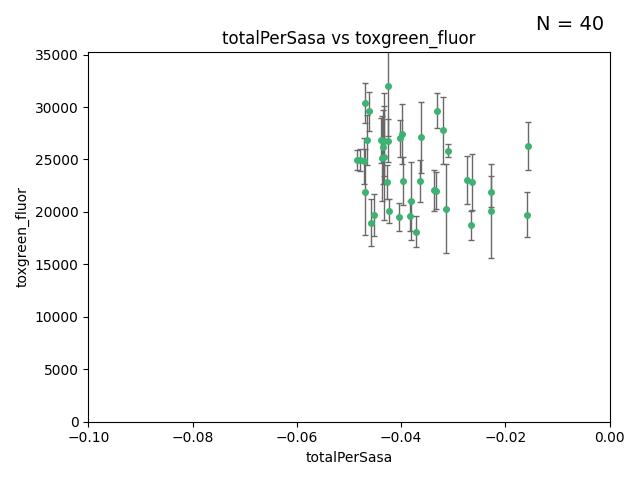 N = 40
totalPerSasa vs toxgreen_fluor
35000
30000
25000
20000
15000
10000
5000
0
toxgreen_fluor
−0.10 −0.08 −0.06 −0.04 −0.02 0.00
totalPerSasa